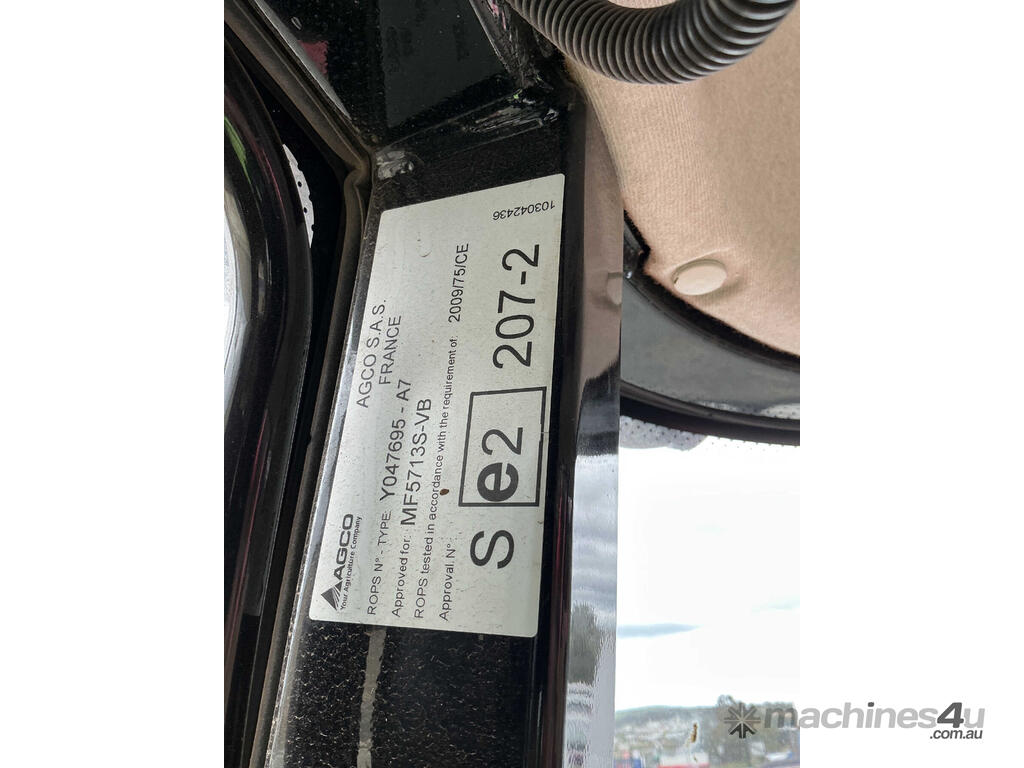 AGCO
Your Agriculture Company
AGCO S.A.S.
FRANCE
ROPS N° - TYPE: Y047695 - A7
Approved for: MF5713S-VB
ROPS tested in accordance with the requirement of: 2009/75/CE
Approval N°:
S e2 207-2
103042436
machines4u
.com.au